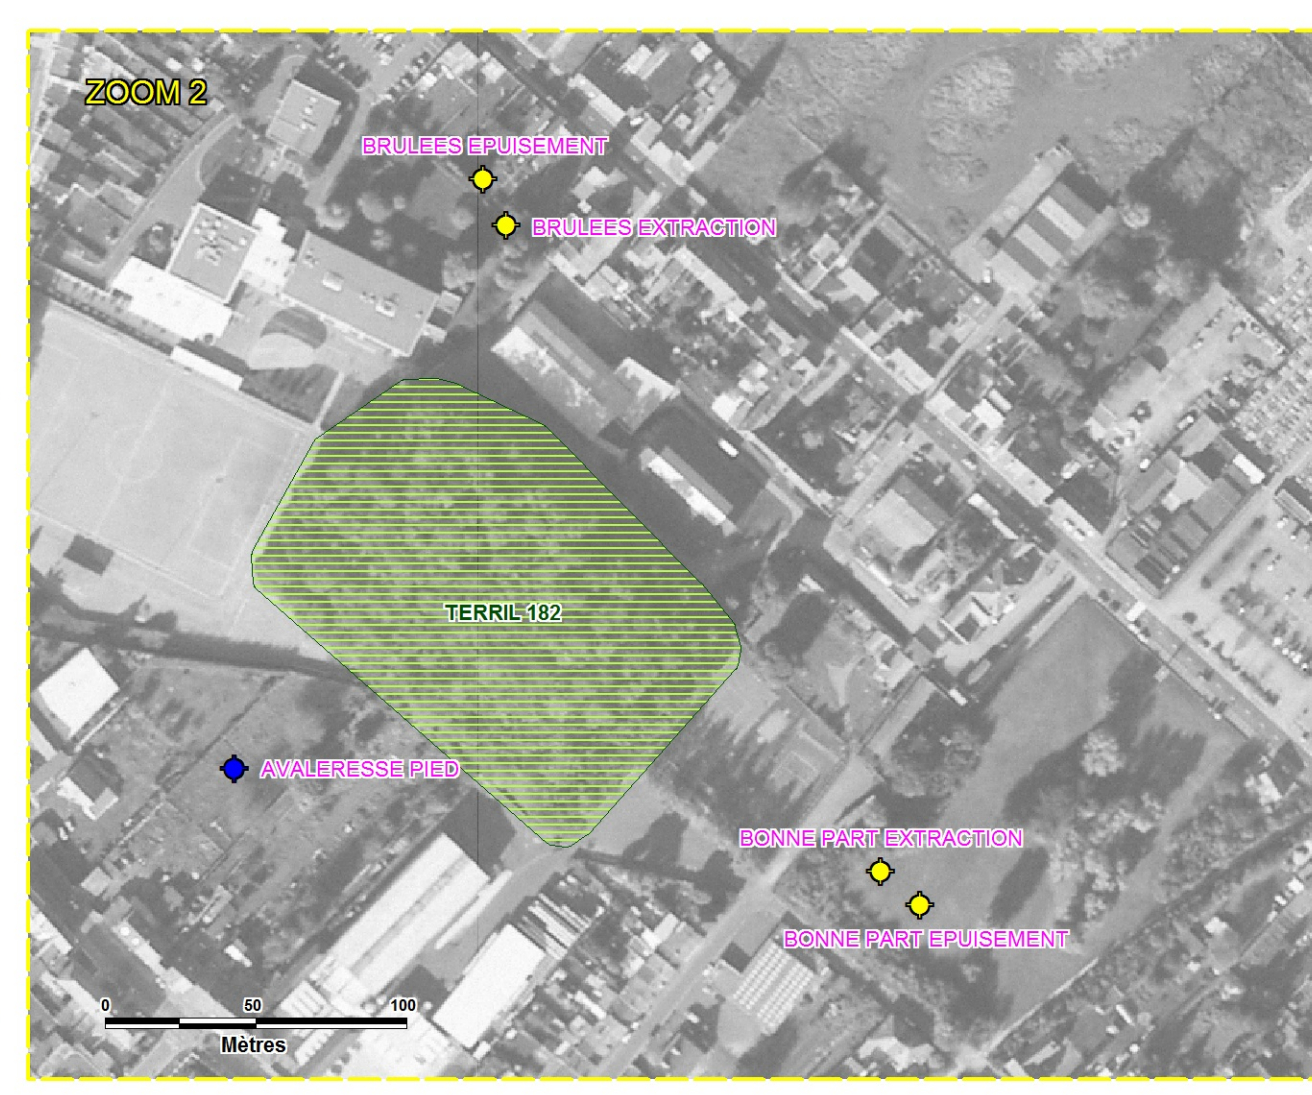 ZOOM 2
BRULEES EPUISEMENT
BRULEES EXTRACTION
TERRIL 182
AVALERESSE PIED
BONNE PART EXTRACTION
BONNE PART EPUISEMENT
0 50 100
Mètres